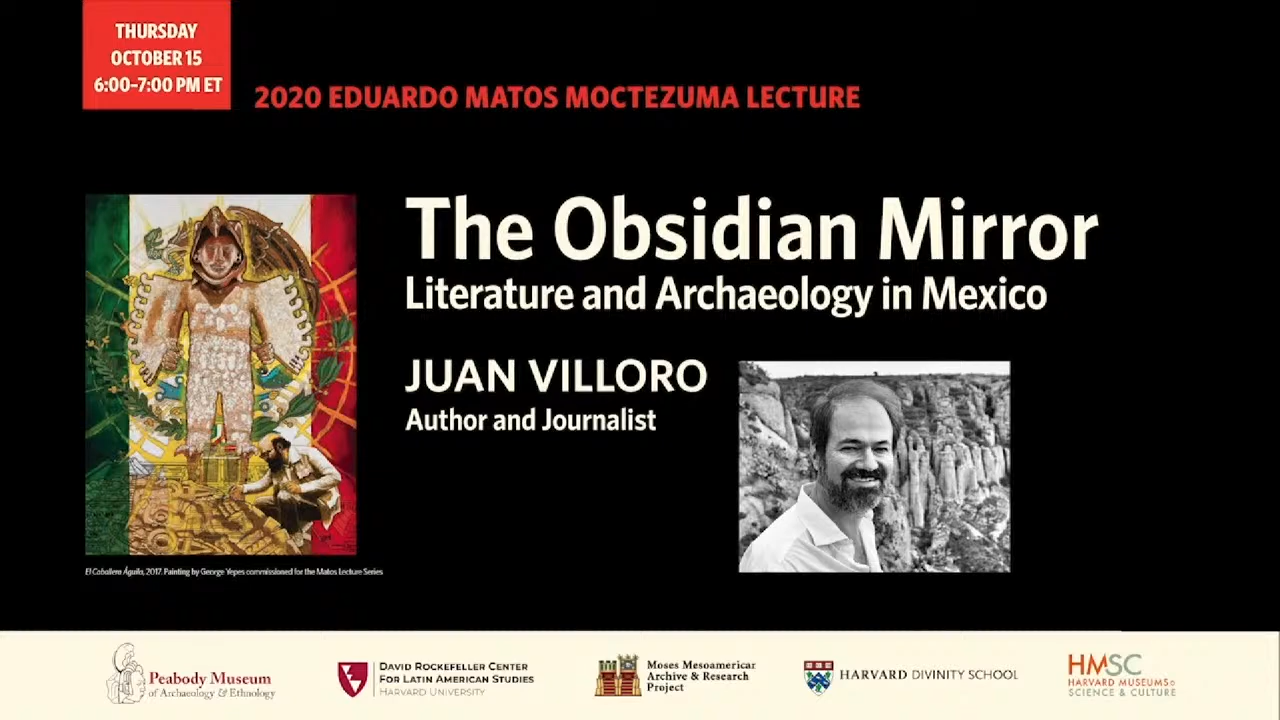 THURSDAY
OCTOBER 15
6:00–7:00 PM ET
2020 EDUARDO MATOS MOCTEZUMA LECTURE
The Obsidian Mirror
Literature and Archaeology in Mexico
JUAN VILLORO
Author and Journalist
El Caballero Águila, 2017. Painting by George Yepes commissioned for the Matos Lecture Series
Peabody Museum
of Archaeology & Ethnology
DAVID ROCKEFELLER CENTER
FOR LATIN AMERICAN STUDIES
HARVARD UNIVERSITY
Moses Mesoamerican
Archive & Research
Project
HARVARD DIVINITY SCHOOL
HMSC
HARVARD MUSEUMS of
SCIENCE & CULTURE